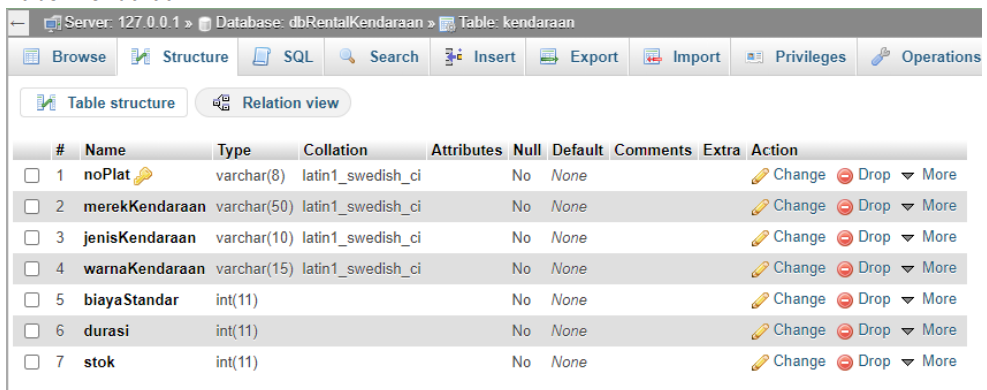 Server: 127.0.0.1 » Database: dbRentalKendaraan » Table: kendaraan
Browse Structure SQL Search Insert Export Import Privileges Operations
Table structure Relation view
# Name Type Collation Attributes Null Default Comments Extra Action
1 noPlat varchar(8) latin1_swedish_ci No None Change Drop More
2 merekKendaraan varchar(50) latin1_swedish_ci No None Change Drop More
3 jenisKendaraan varchar(10) latin1_swedish_ci No None Change Drop More
4 warnaKendaraan varchar(15) latin1_swedish_ci No None Change Drop More
5 biayaStandar int(11) No None Change Drop More
6 durasi int(11) No None Change Drop More
7 stok int(11) No None Change Drop More